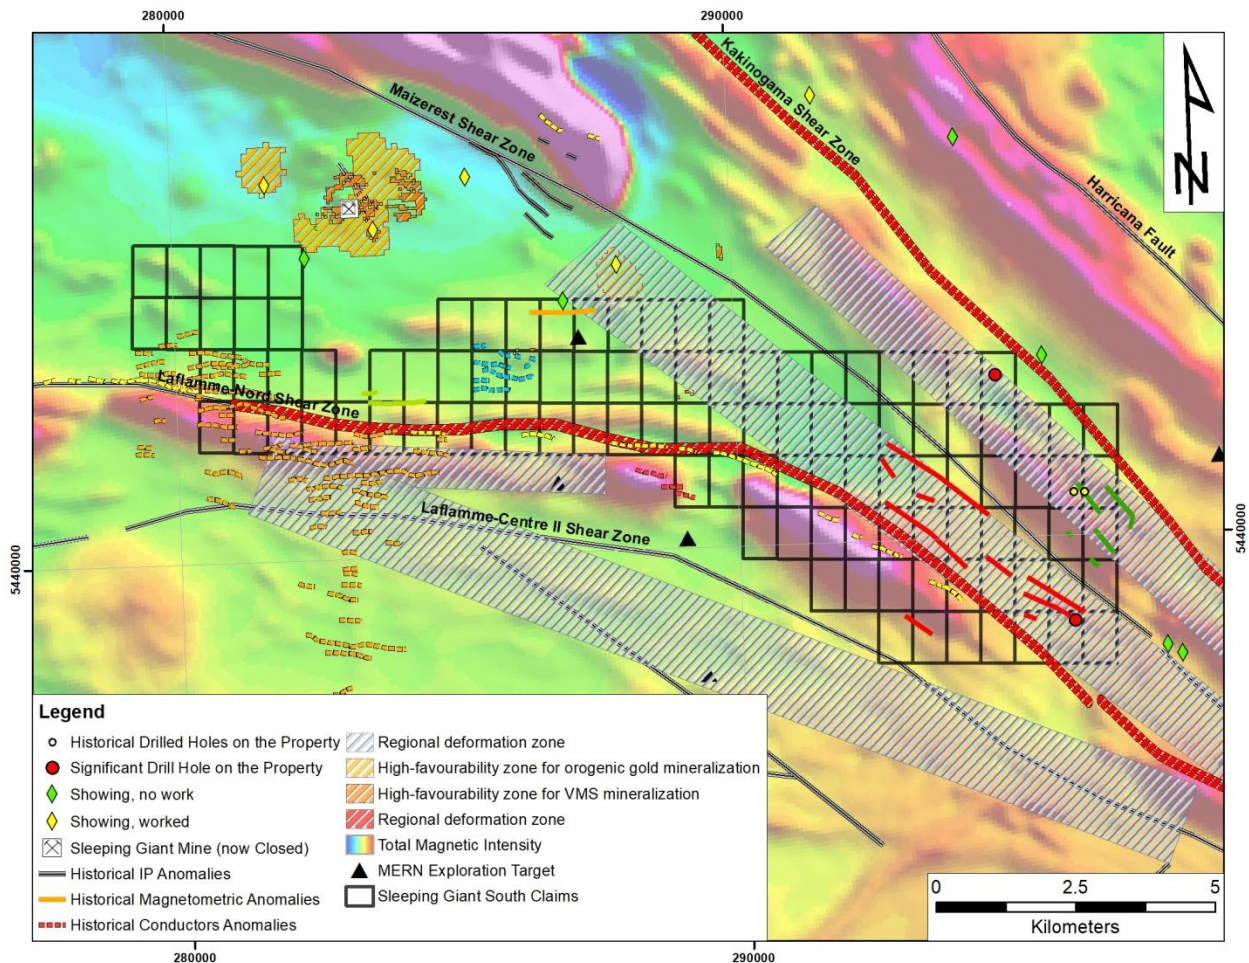 280000
290000
Kakinogama Shear Zone
Maizerest Shear Zone
Harricana Fault
N
Laflamme-Nord Shear Zone
Laflamme-Centre II Shear Zone
5440000
5440000
Legend
Historical Drilled Holes on the Property
Significant Drill Hole on the Property
Showing, no work
Showing, worked
Sleeping Giant Mine (now Closed)
Historical IP Anomalies
Historical Magnetometric Anomalies
Historical Conductors Anomalies
Regional deformation zone
High-favourability zone for orogenic gold mineralization
High-favourability zone for VMS mineralization
Regional deformation zone
Total Magnetic Intensity
MERN Exploration Target
Sleeping Giant South Claims
0 2.5 5
Kilometers
280000
290000